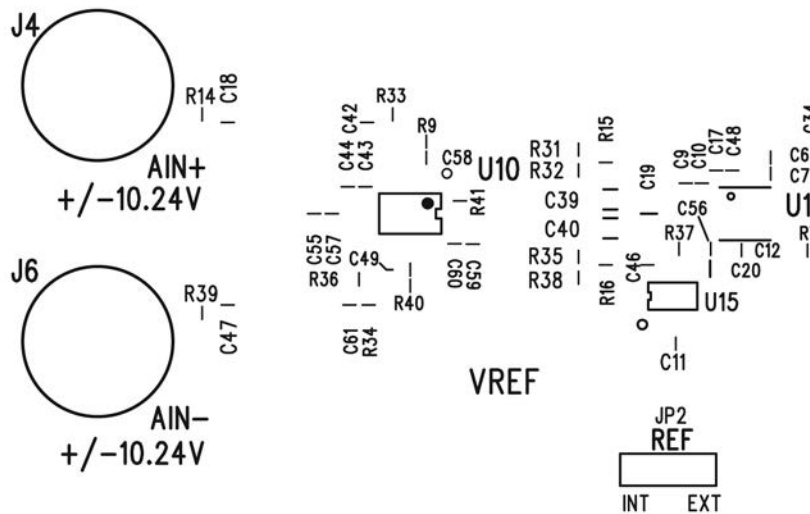 J4
R14
C18
AIN+
+/-10.24V
J6
R39
C47
AIN-
+/-10.24V
C42
R33
R9
C44
C43
C58
U10
R41
C55
C57
C49
R36
R40
C60
C59
C61
R34
VREF
R31
R32
R15
C39
C40
R35
R38
R16
C19
C9
C10
C17
C48
C6
C7
C56
R37
C46
C20
C12
U15
C11
JP2
REF
INT EXT